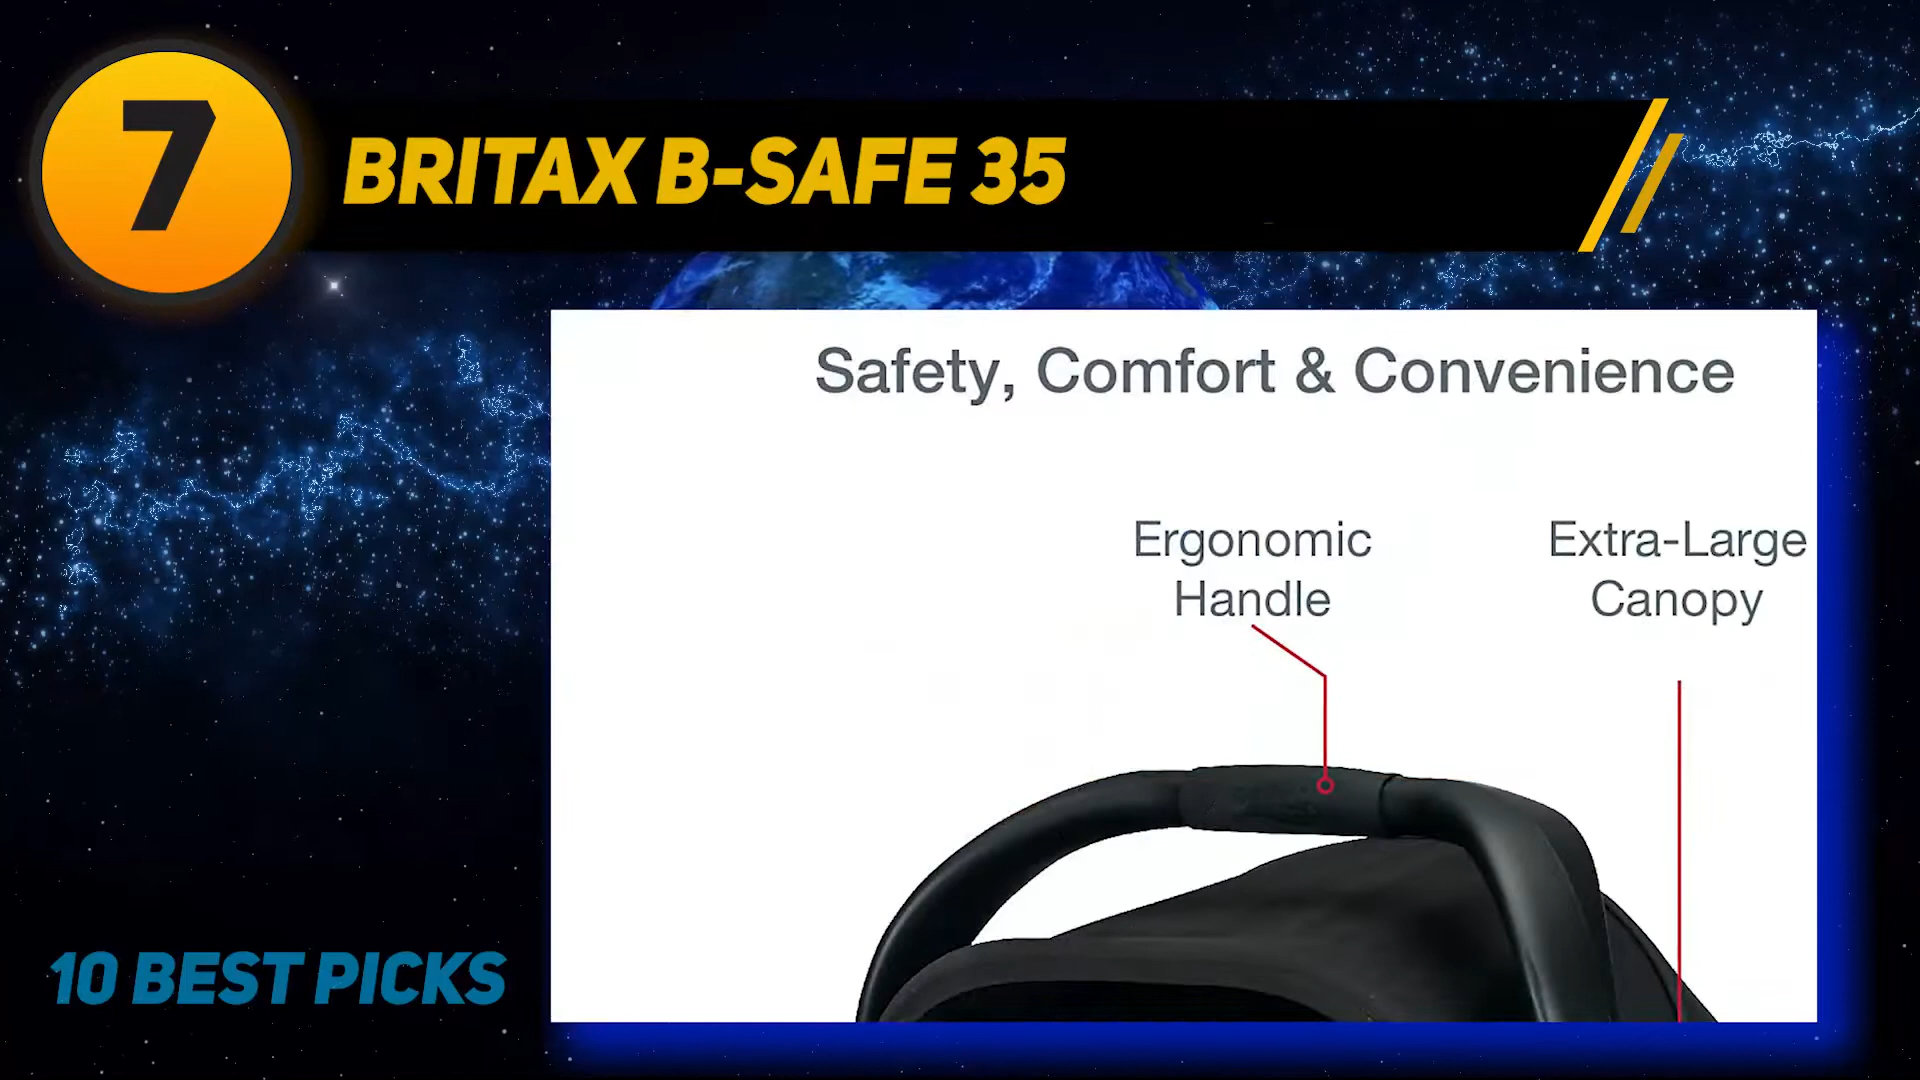 7
BRITAX B-SAFE 35
Safety, Comfort & Convenience
Ergonomic
Handle
Extra-Large
Canopy
10 BEST PICKS